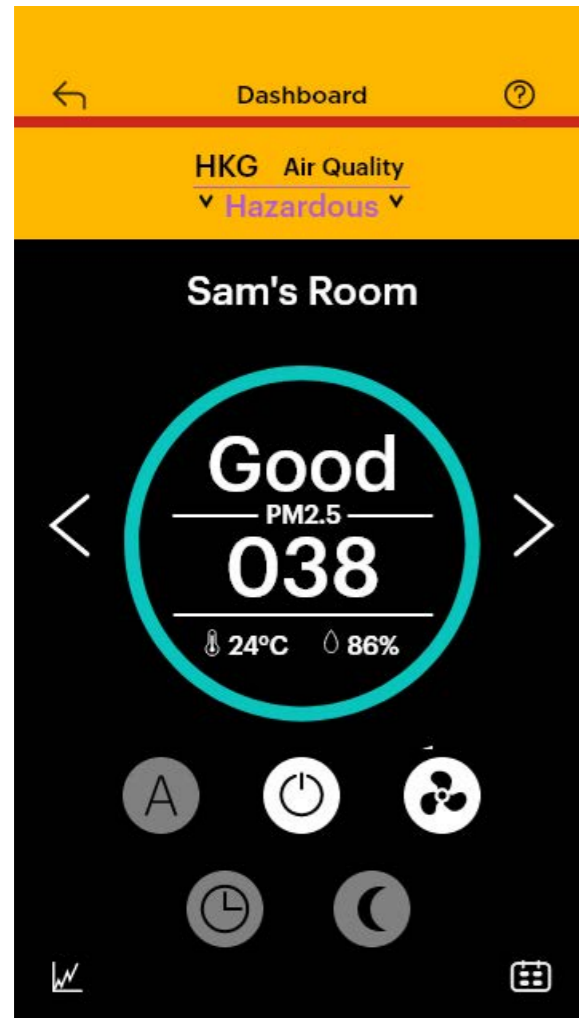 Dashboard
HKG Air Quality
Hazardous
Sam's Room
Good
PM2.5
038
24°C 86%
A